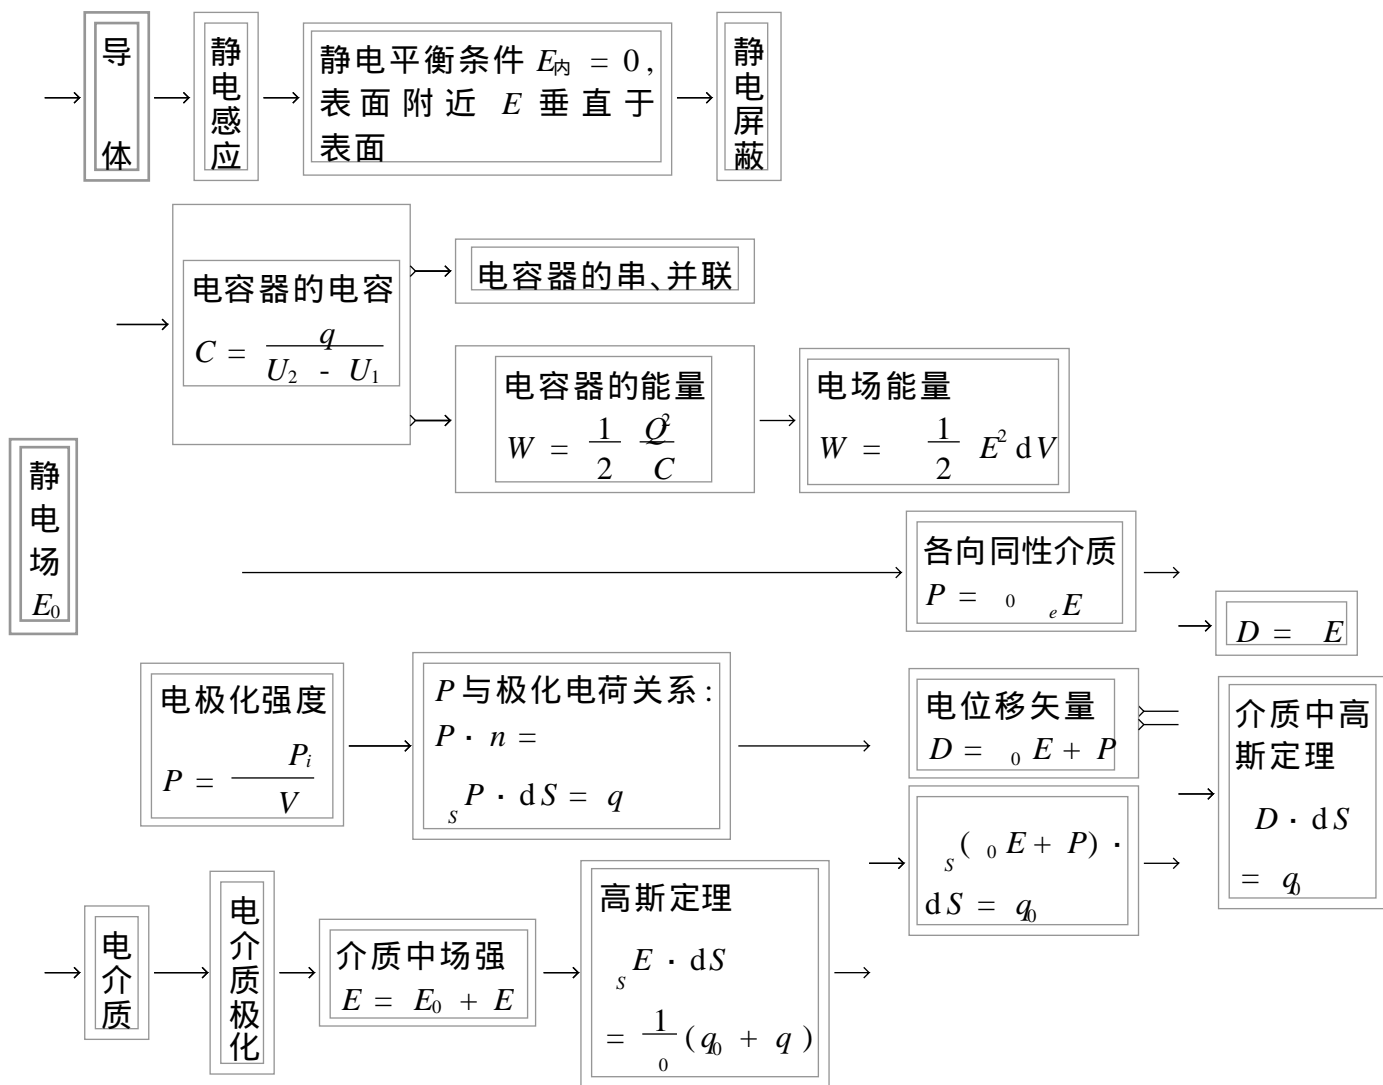 导体
静电感应
静电平衡条件 E内 = 0,
表面附近 E 垂直于
表面
静电屏蔽
电容器的电容
C = q / (U2 - U1)
电容器的串、并联
电容器的能量
W = 1/2 Q²/C
电场能量
W = 1/2 E² dV
静电场
E0
各向同性介质
P = 0 e E
D = E
电极化强度
P = Pi / V
P与极化电荷关系:
P · n =
S P · dS = q
电位移矢量
D = 0 E + P
介质中高
斯定理
D · dS
= q0
S ( 0 E + P) ·
dS = q0
电介质
电介质极化
介质中场强
E = E0 + E
高斯定理
S E · dS
= 1/0 (q0 + q )